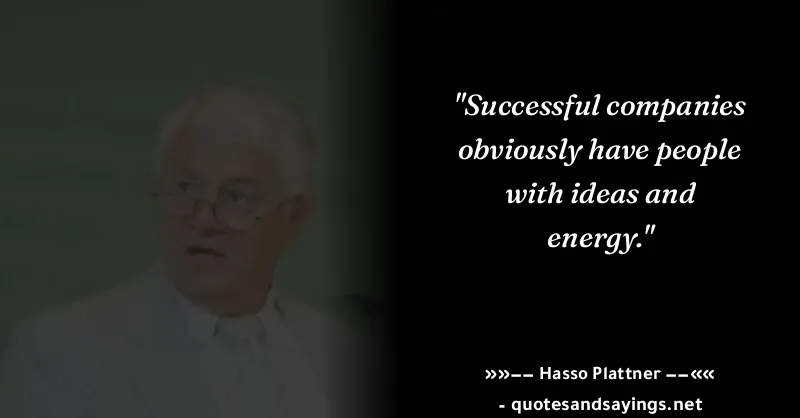 "Successful companies
obviously have people
with ideas and
energy."
»»–– Hasso Plattner ––««
- quotesandsayings.net